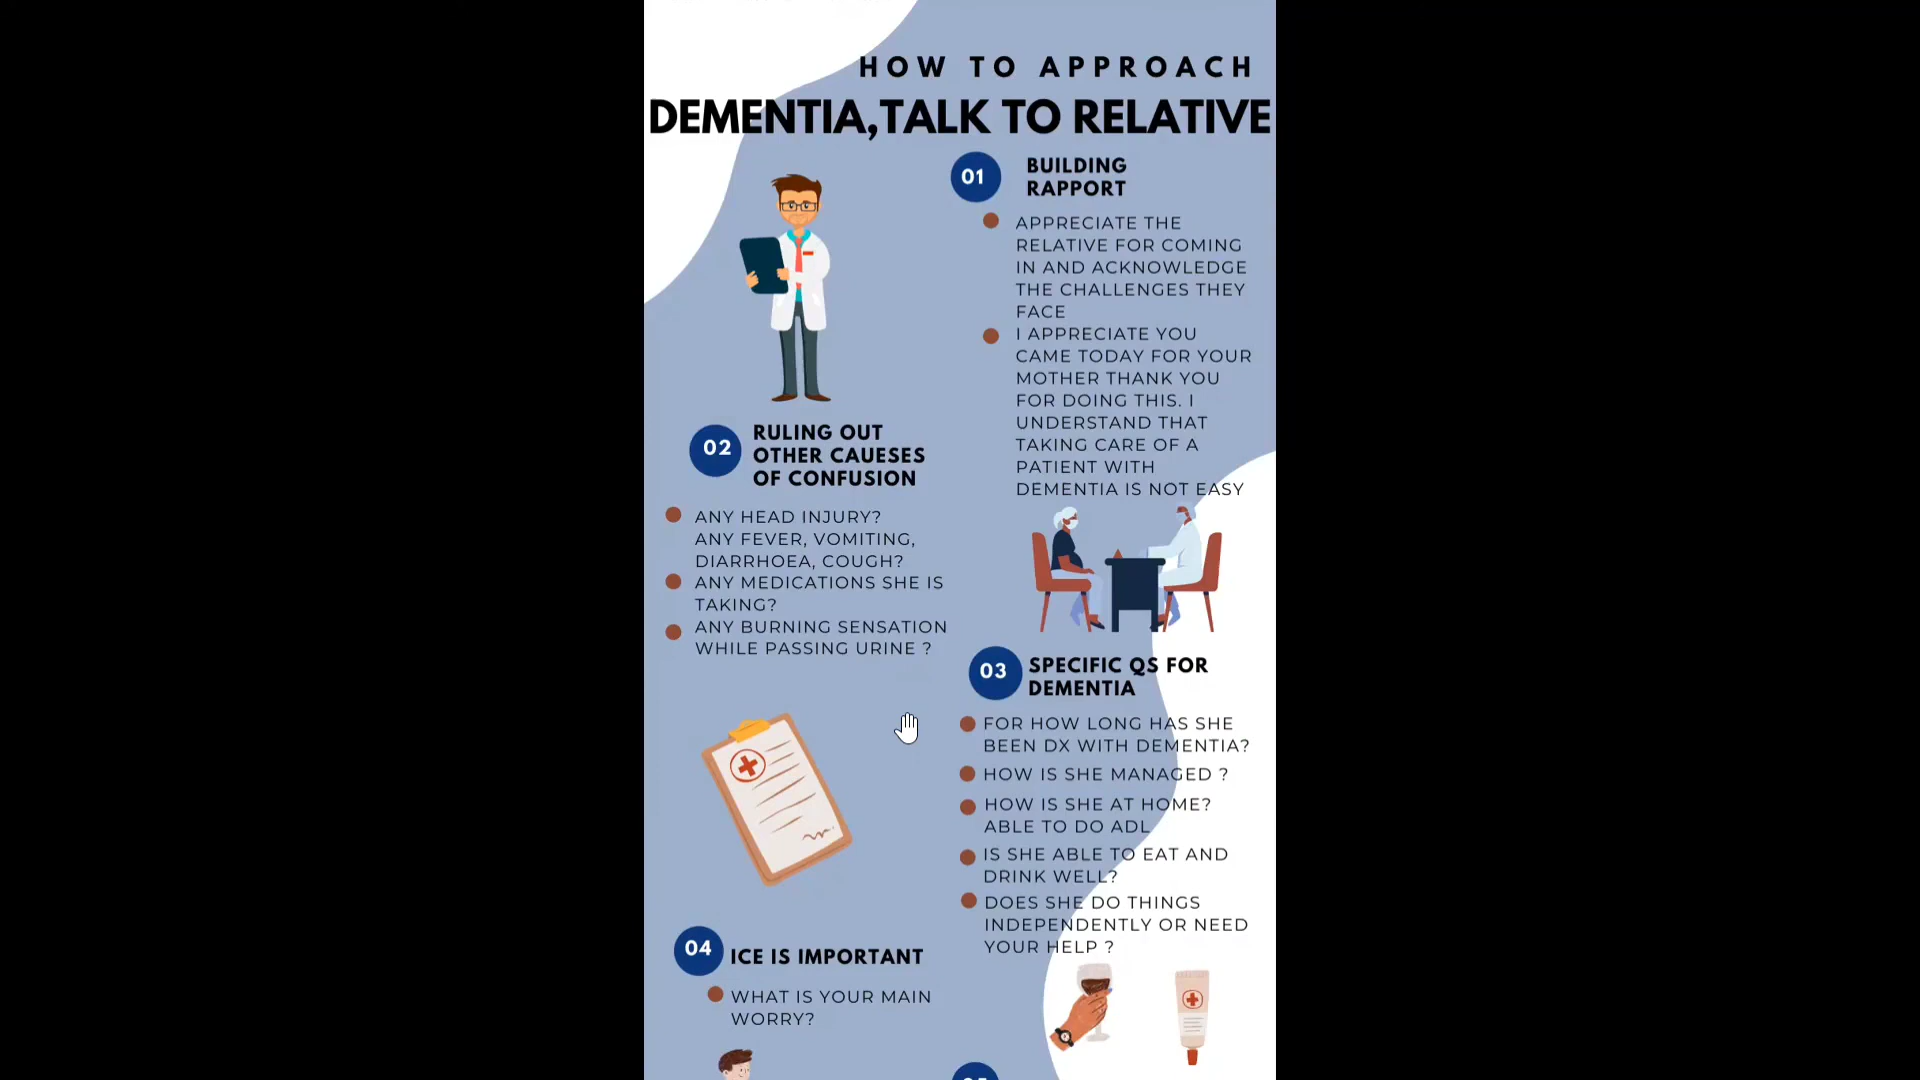 HOW TO APPROACH
DEMENTIA,TALK TO RELATIVE
01
BUILDING
RAPPORT
APPRECIATE THE
RELATIVE FOR COMING
IN AND ACKNOWLEDGE
THE CHALLENGES THEY
FACE
I APPRECIATE YOU
CAME TODAY FOR YOUR
MOTHER THANK YOU
FOR DOING THIS. I
UNDERSTAND THAT
TAKING CARE OF A
PATIENT WITH
DEMENTIA IS NOT EASY
02
RULING OUT
OTHER CAUESES
OF CONFUSION
ANY HEAD INJURY?
ANY FEVER, VOMITING,
DIARRHOEA, COUGH?
ANY MEDICATIONS SHE IS
TAKING?
ANY BURNING SENSATION
WHILE PASSING URINE ?
03
SPECIFIC QS FOR
DEMENTIA
FOR HOW LONG HAS SHE
BEEN DX WITH DEMENTIA?
HOW IS SHE MANAGED ?
HOW IS SHE AT HOME?
ABLE TO DO ADL
IS SHE ABLE TO EAT AND
DRINK WELL?
DOES SHE DO THINGS
INDEPENDENTLY OR NEED
YOUR HELP ?
04
ICE IS IMPORTANT
WHAT IS YOUR MAIN
WORRY?